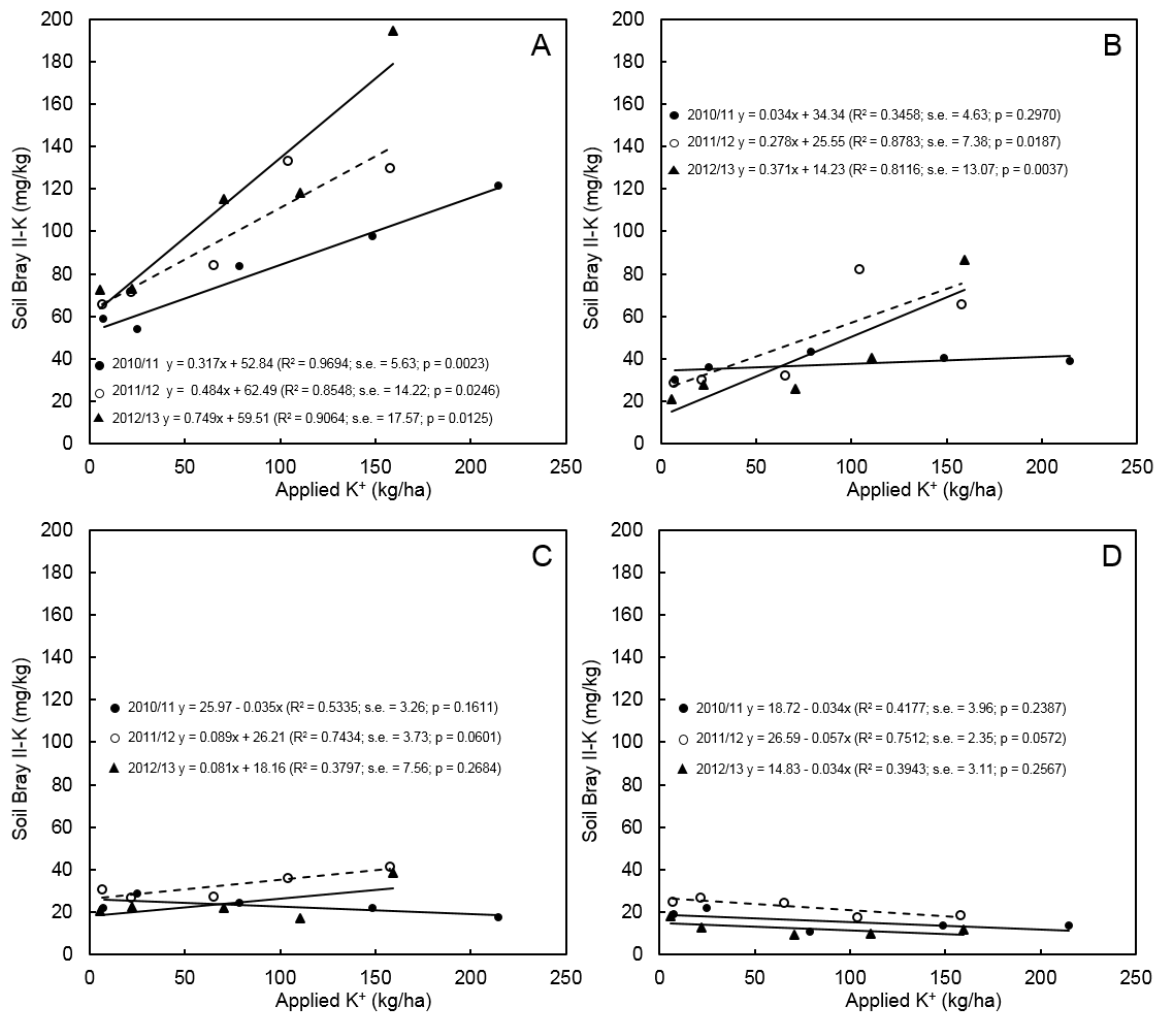 A
200
180
160
140
120
100
80
60
40
20
0
Soil Bray II-K (mg/kg)
2010/11 y = 0.317x + 52.84 (R² = 0.9694; s.e. = 5.63; p = 0.0023)
2011/12 y = 0.484x + 62.49 (R² = 0.8548; s.e. = 14.22; p = 0.0246)
2012/13 y = 0.749x + 59.51 (R² = 0.9064; s.e. = 17.57; p = 0.0125)
0 50 100 150 200 250
Applied K⁺ (kg/ha)
B
200
180
160
140
120
100
80
60
40
20
0
Soil Bray II-K (mg/kg)
2010/11 y = 0.034x + 34.34 (R² = 0.3458; s.e. = 4.63; p = 0.2970)
2011/12 y = 0.278x + 25.55 (R² = 0.8783; s.e. = 7.38; p = 0.0187)
2012/13 y = 0.371x + 14.23 (R² = 0.8116; s.e. = 13.07; p = 0.0037)
0 50 100 150 200 250
Applied K⁺ (kg/ha)
C
200
180
160
140
120
100
80
60
40
20
0
Soil Bray II-K (mg/kg)
2010/11 y = 25.97 - 0.035x (R² = 0.5335; s.e. = 3.26; p = 0.1611)
2011/12 y = 0.089x + 26.21 (R² = 0.7434; s.e. = 3.73; p = 0.0601)
2012/13 y = 0.081x + 18.16 (R² = 0.3797; s.e. = 7.56; p = 0.2684)
0 50 100 150 200 250
Applied K⁺ (kg/ha)
D
200
180
160
140
120
100
80
60
40
20
0
Soil Bray II-K (mg/kg)
2010/11 y = 18.72 - 0.034x (R² = 0.4177; s.e. = 3.96; p = 0.2387)
2011/12 y = 26.59 - 0.057x (R² = 0.7512; s.e. = 2.35; p = 0.0572)
2012/13 y = 14.83 - 0.034x (R² = 0.3943; s.e. = 3.11; p = 0.2567)
0 50 100 150 200 250
Applied K⁺ (kg/ha)